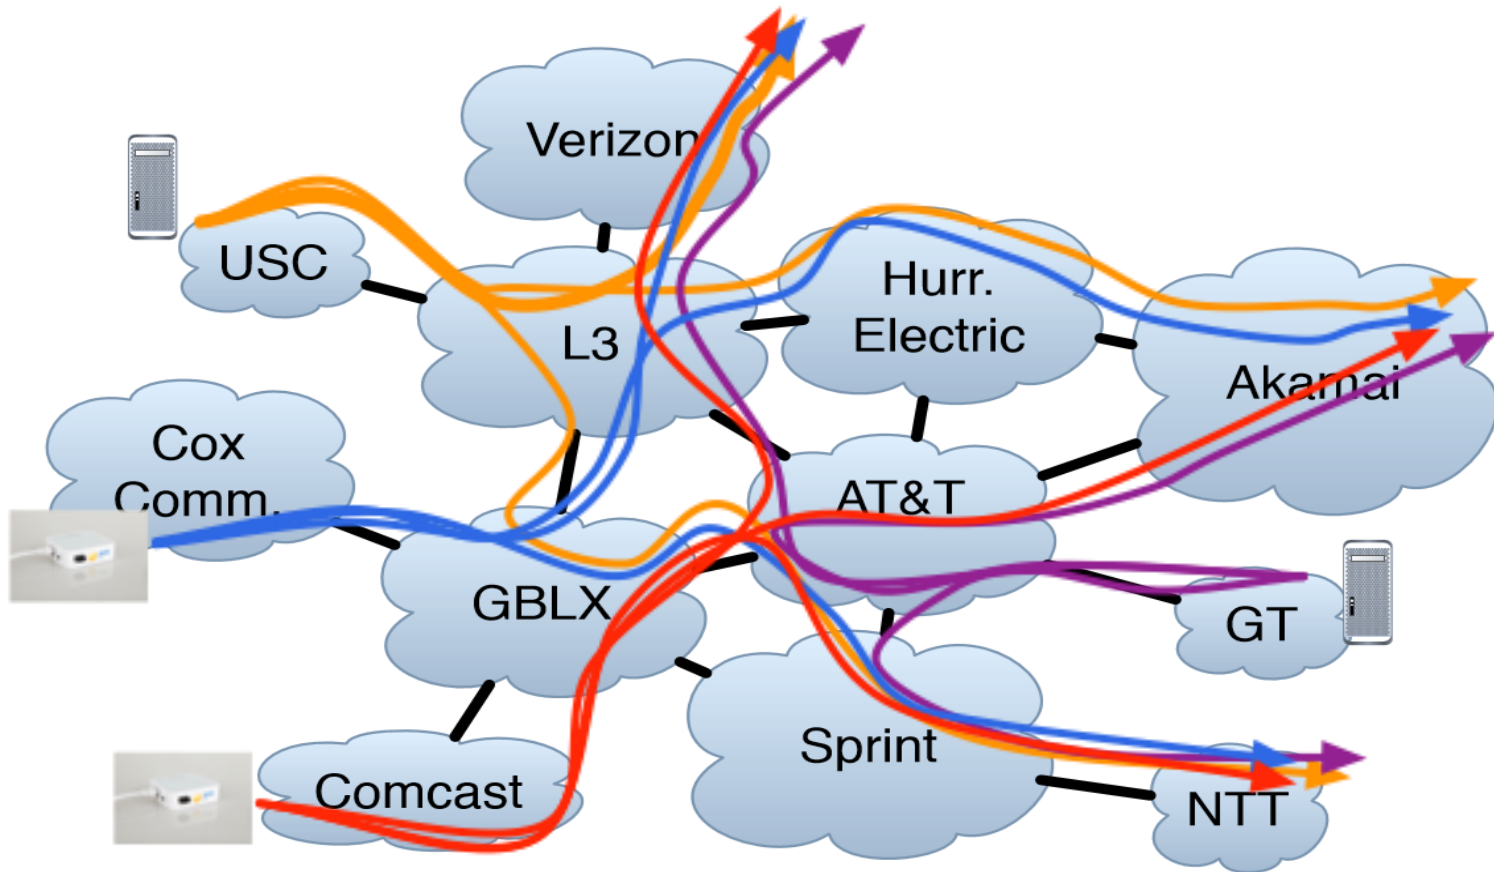 Verizon
USC
L3
Hurr.
Electric
Akamai
Cox
Comm.
AT&T
GBLX
GT
Sprint
Comcast
NTT